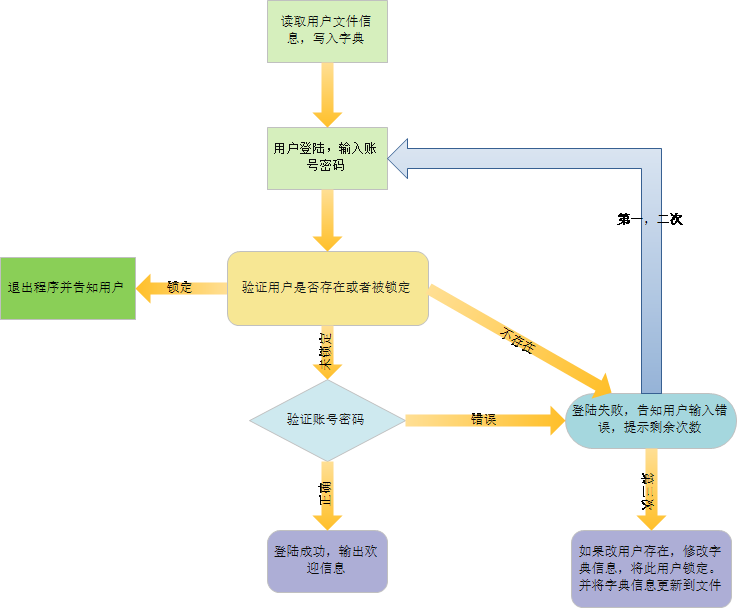 读取用户文件信
息，写入字典
用户登陆，输入账
号密码
第一，二次
退出程序并告知用户
锁定
验证用户是否存在或者被锁定
不存在
未锁定
验证账号密码
错误
登陆失败，告知用户输入错
误，提示剩余次数
正确
第三次
登陆成功，输出欢
迎信息
如果改用户存在，修改字
典信息，将此用户锁定。
并将字典信息更新到文件